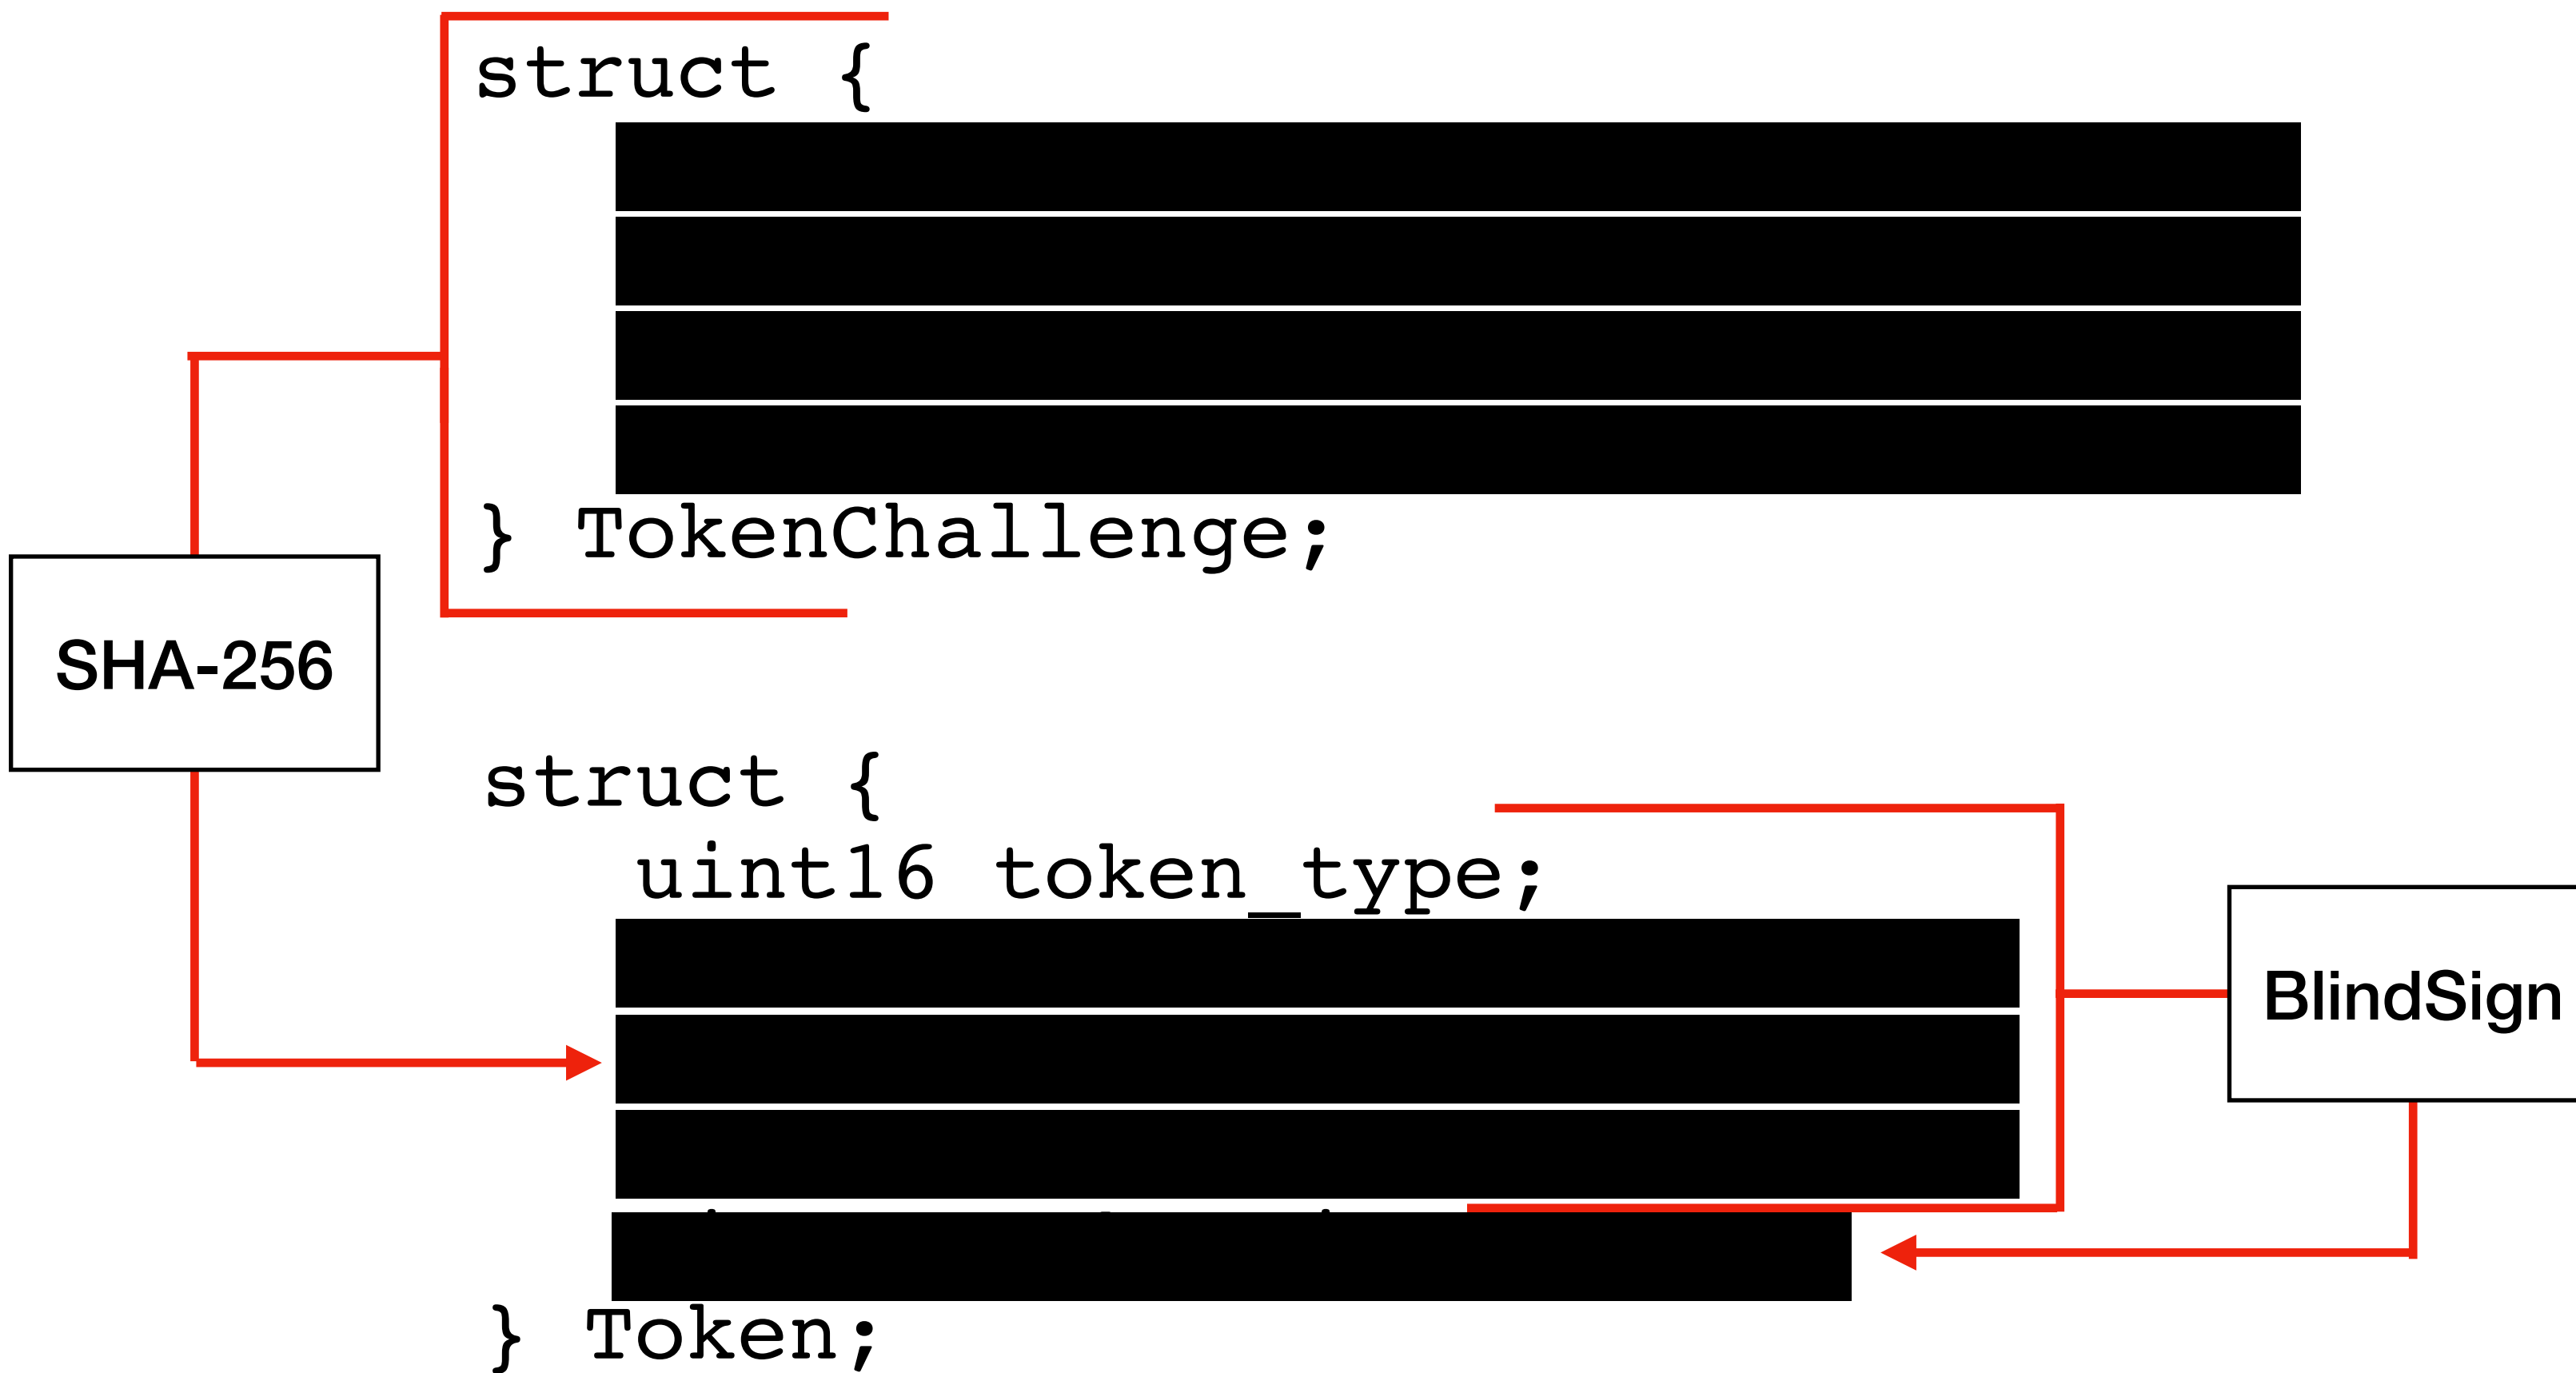 struct {
} TokenChallenge;
SHA-256
struct {
uint16 token_type;
BlindSign
} Token;